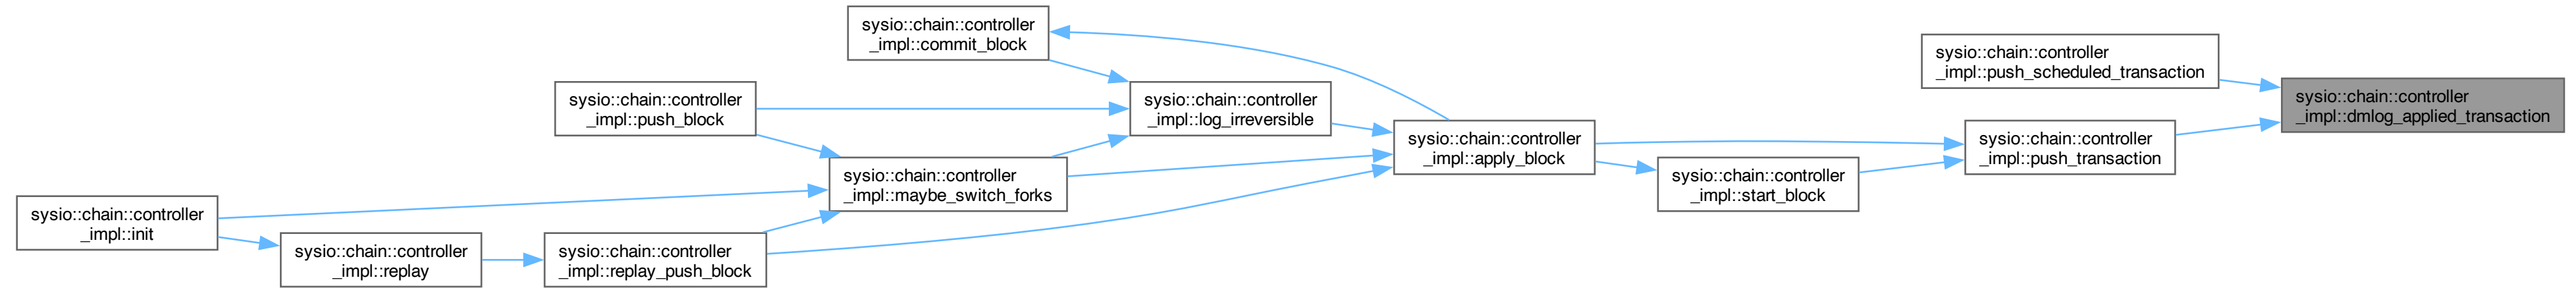 sysio::chain::controller
_impl::commit_block
sysio::chain::controller
_impl::push_scheduled_transaction
sysio::chain::controller
_impl::push_block
sysio::chain::controller
_impl::log_irreversible
sysio::chain::controller
_impl::dmlog_applied_transaction
sysio::chain::controller
_impl::apply_block
sysio::chain::controller
_impl::push_transaction
sysio::chain::controller
_impl::maybe_switch_forks
sysio::chain::controller
_impl::start_block
sysio::chain::controller
_impl::init
sysio::chain::controller
_impl::replay
sysio::chain::controller
_impl::replay_push_block